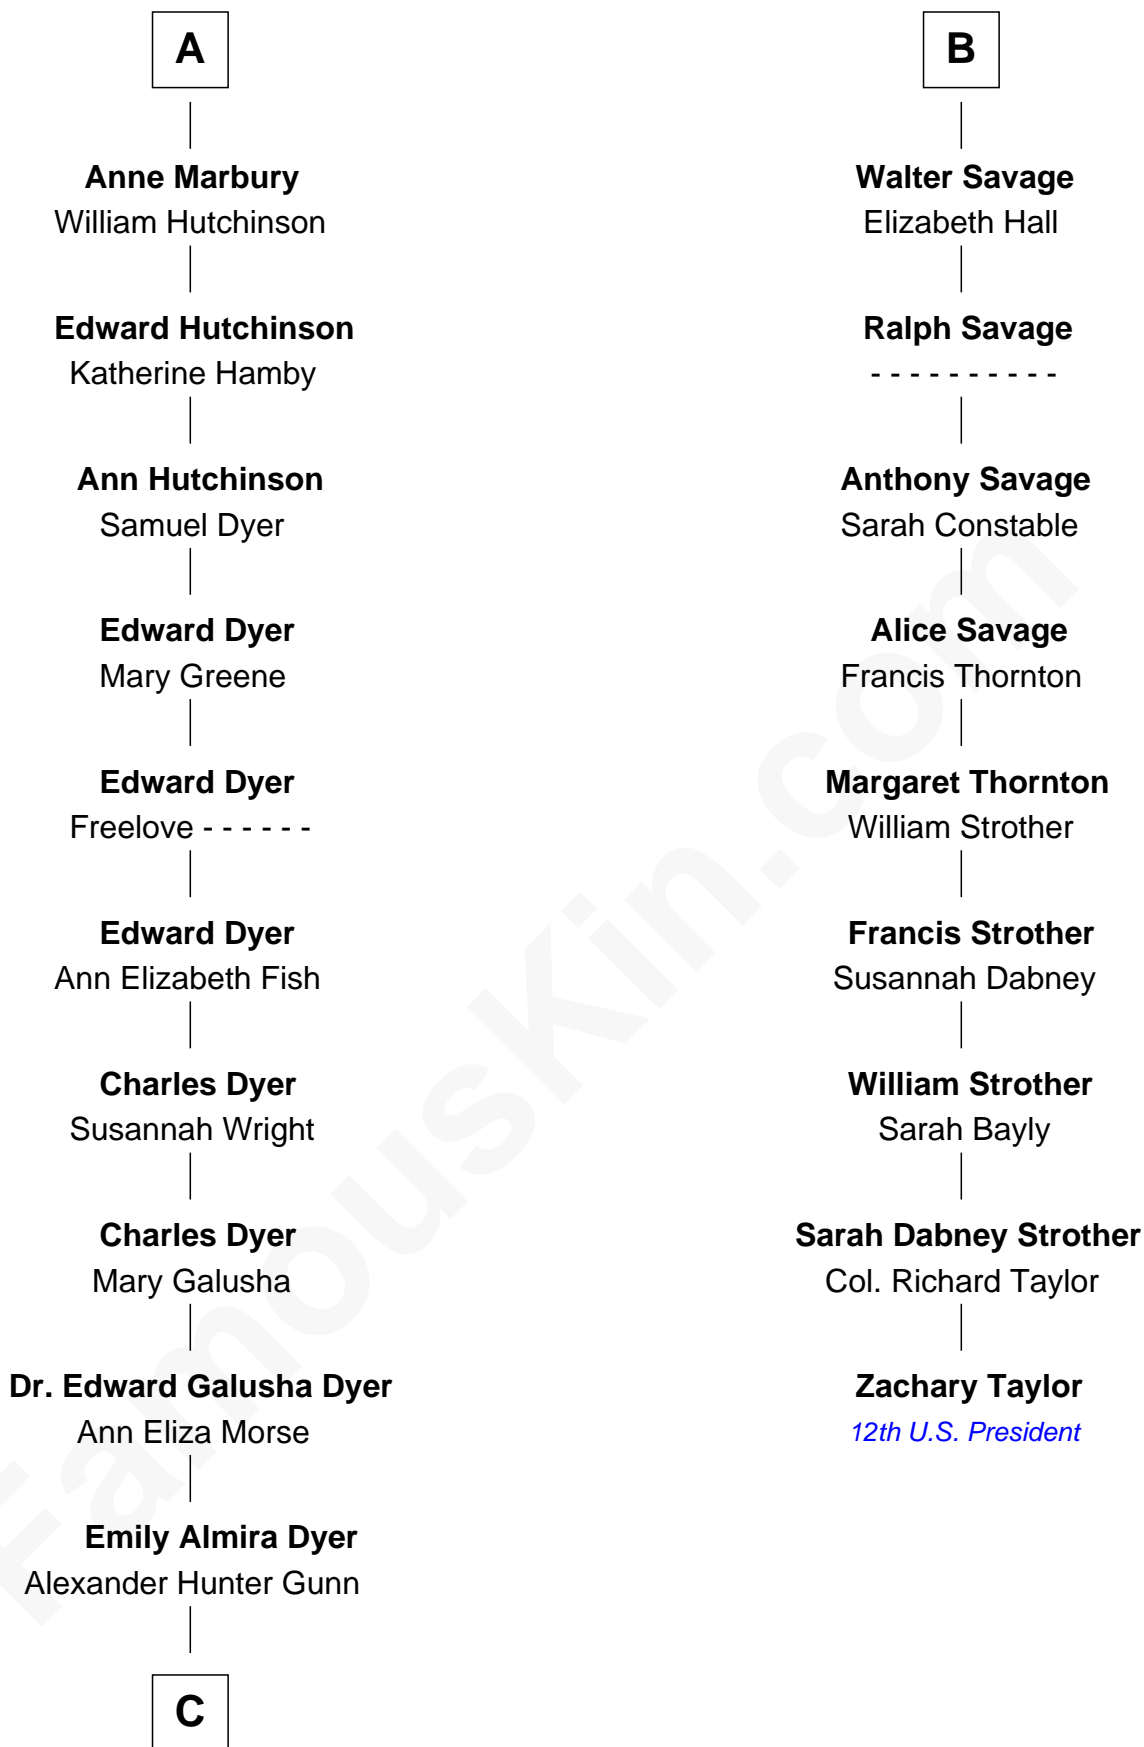 A
Anne Marbury
William Hutchinson
Edward Hutchinson
Katherine Hamby
Ann Hutchinson
Samuel Dyer
Edward Dyer
Mary Greene
Edward Dyer
Freelove - - - - - -
Edward Dyer
Ann Elizabeth Fish
Charles Dyer
Susannah Wright
Charles Dyer
Mary Galusha
Dr. Edward Galusha Dyer
Ann Eliza Morse
Emily Almira Dyer
Alexander Hunter Gunn
C
B
Walter Savage
Elizabeth Hall
Ralph Savage
- - - - - - - - - -
Anthony Savage
Sarah Constable
Alice Savage
Francis Thornton
Margaret Thornton
William Strother
Francis Strother
Susannah Dabney
William Strother
Sarah Bayly
Sarah Dabney Strother
Col. Richard Taylor
Zachary Taylor
12th U.S. President
FamousKin.com